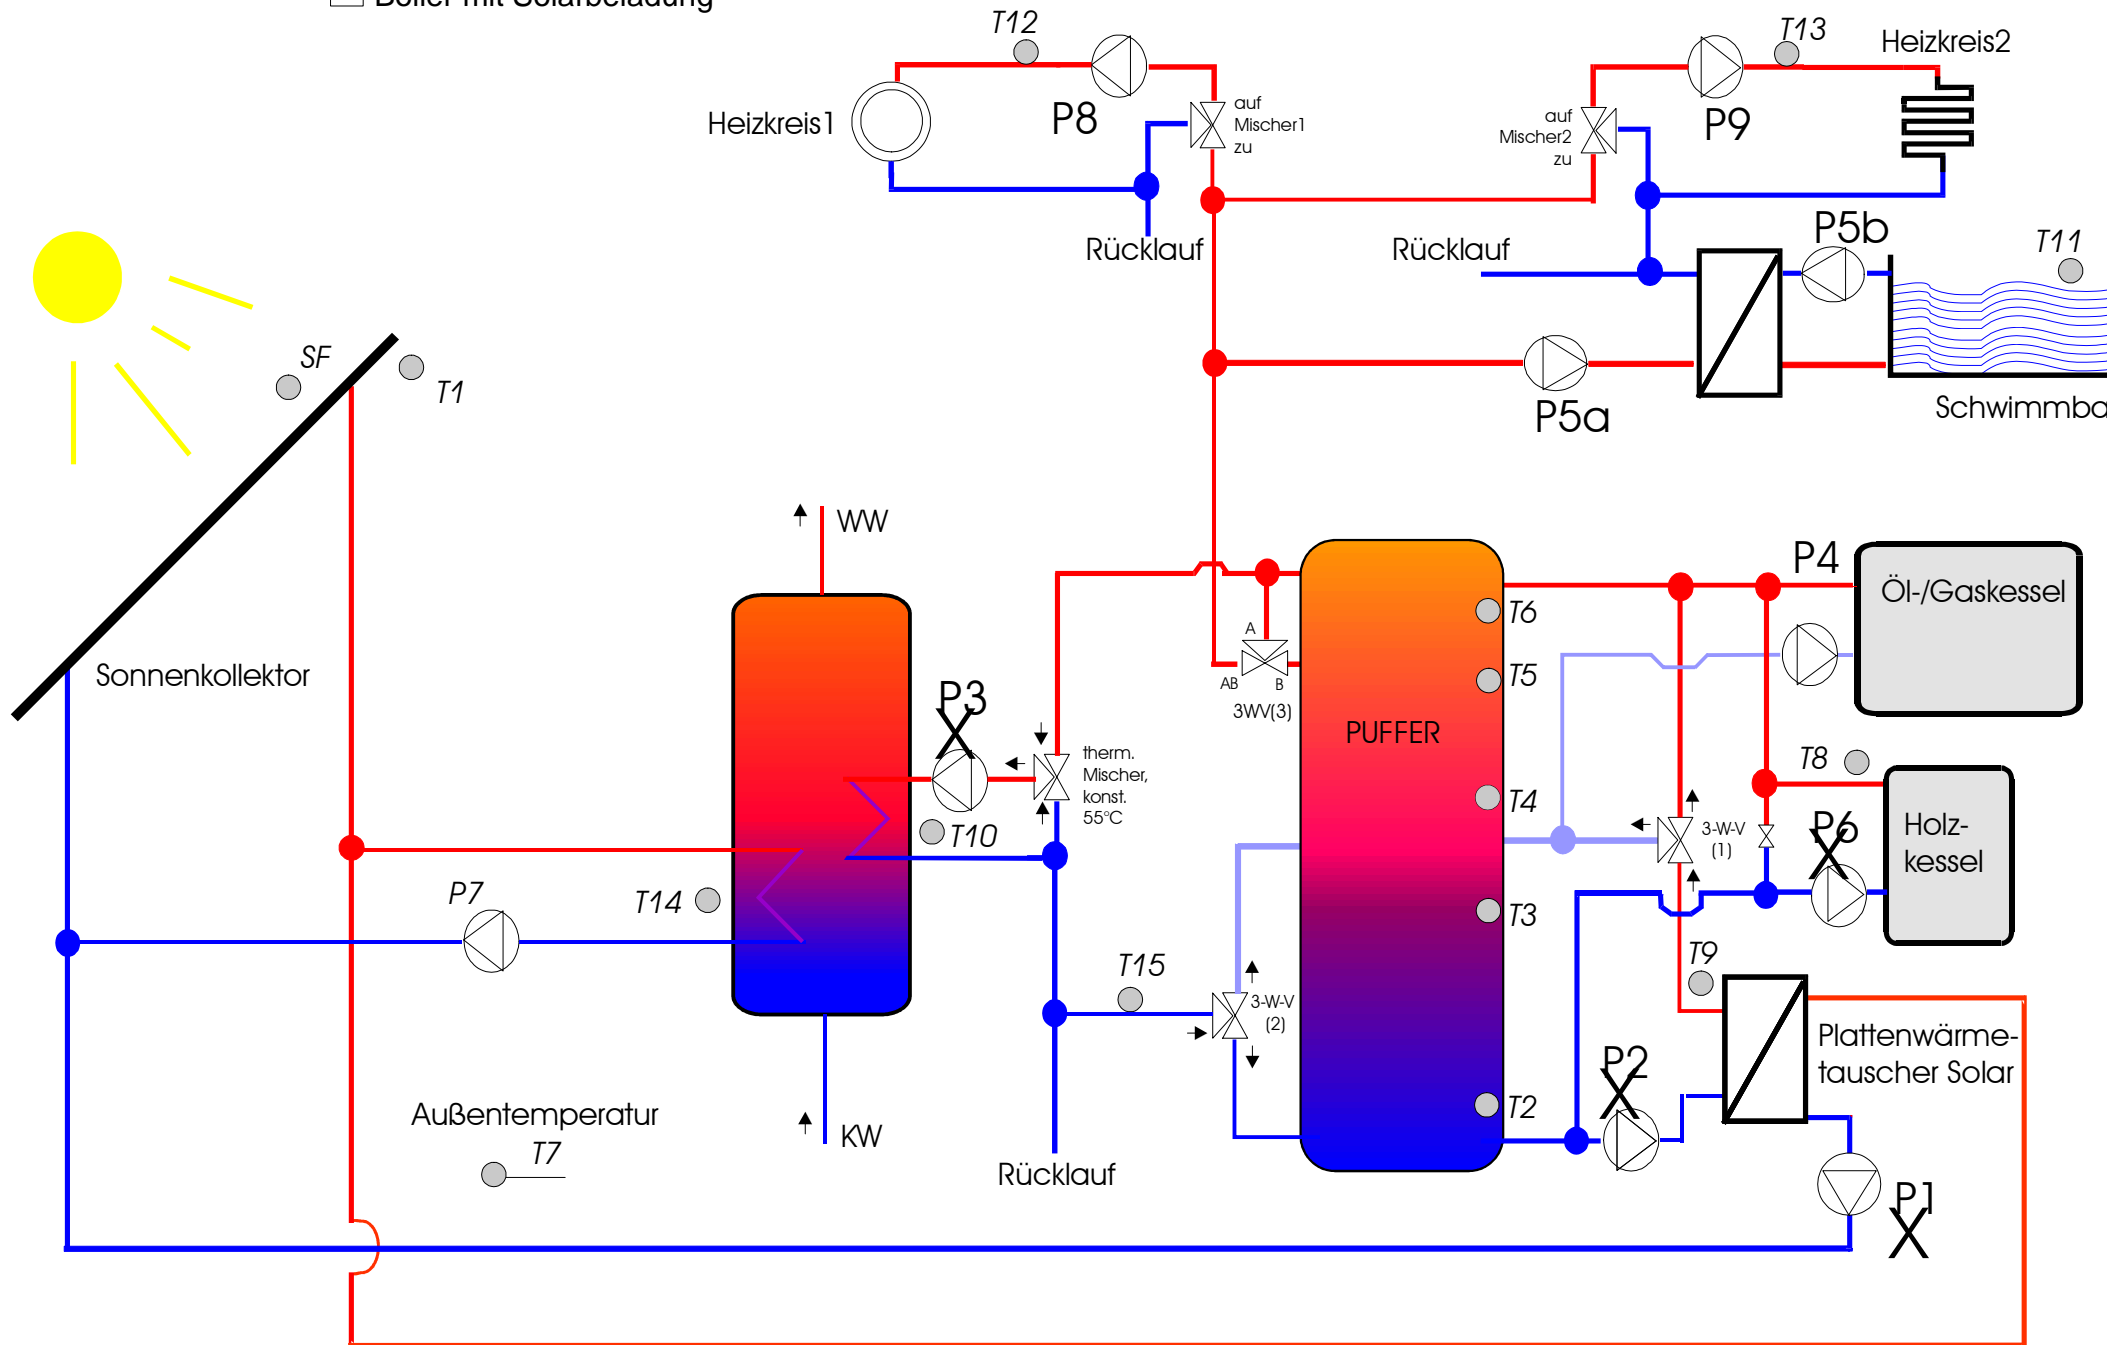 Boiler mit Solarbeladung
T12
T13
Heizkreis2
Heizkreis1
P8
auf
Mischer1
zu
auf
Mischer2
zu
P9
Rücklauf
Rücklauf
P5b
T11
SF
T1
P5a
Schwimmba
WW
P4
Öl-/Gaskessel
T6
A
T5
AB
B
3WV(3)
Sonnenkollektor
P3
PUFFER
therm.
Mischer,
konst.
55°C
T8
T4
3-W-V
(1)
P6
Holz-
kessel
T10
P7
T14
T3
T9
T15
3-W-V
(2)
Plattenwärme-
tauscher Solar
P2
T2
Außentemperatur
T7
KW
Rücklauf
P1